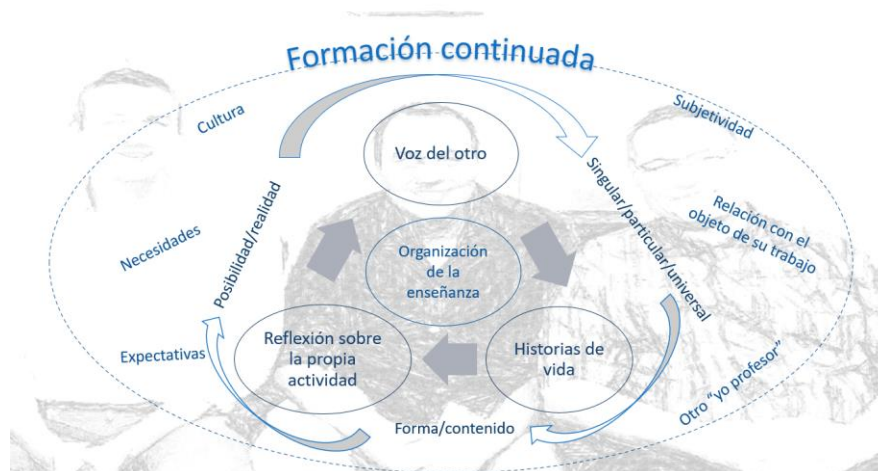 Formación continuada
Cultura
Subjetividad
Voz del otro
Singular/particular/universal
Posibilidad/realidad
Necesidades
Relación con el
objeto de su trabajo
Organización
de la
enseñanza
Expectativas
Reflexión sobre
la propia
actividad
Historias de
vida
Otro "yo profesor"
Forma/contenido